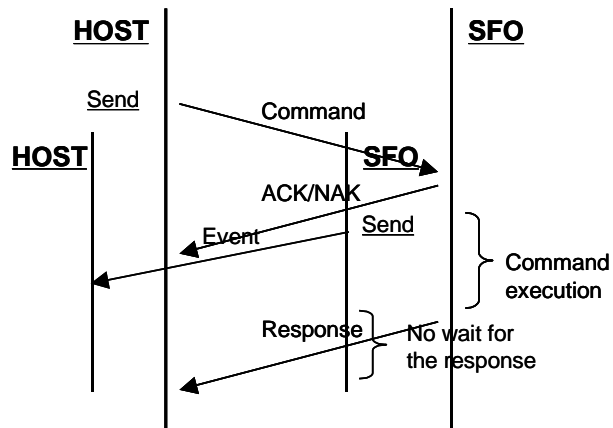 HOST
SFO
Send
Command
HOST
SFO
ACK/NAK
Send
Event
Command
execution
Response
No wait for
the response